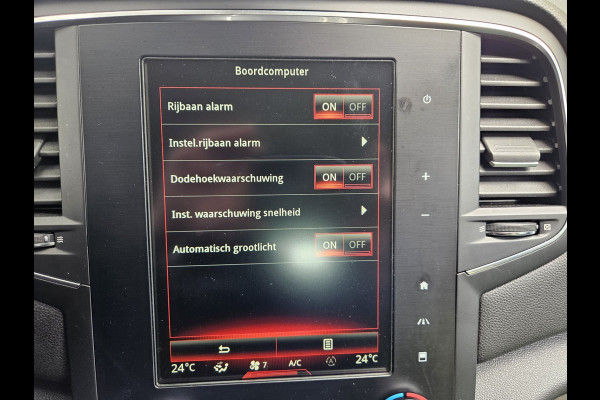 Boordcomputer
Rijbaan alarm ON OFF
Instel.rijbaan alarm
Dodehoekwaarschuwing ON OFF
Inst. waarschuwing snelheid
Automatisch grootlicht ON OFF
24°C 7 A/C 24°C